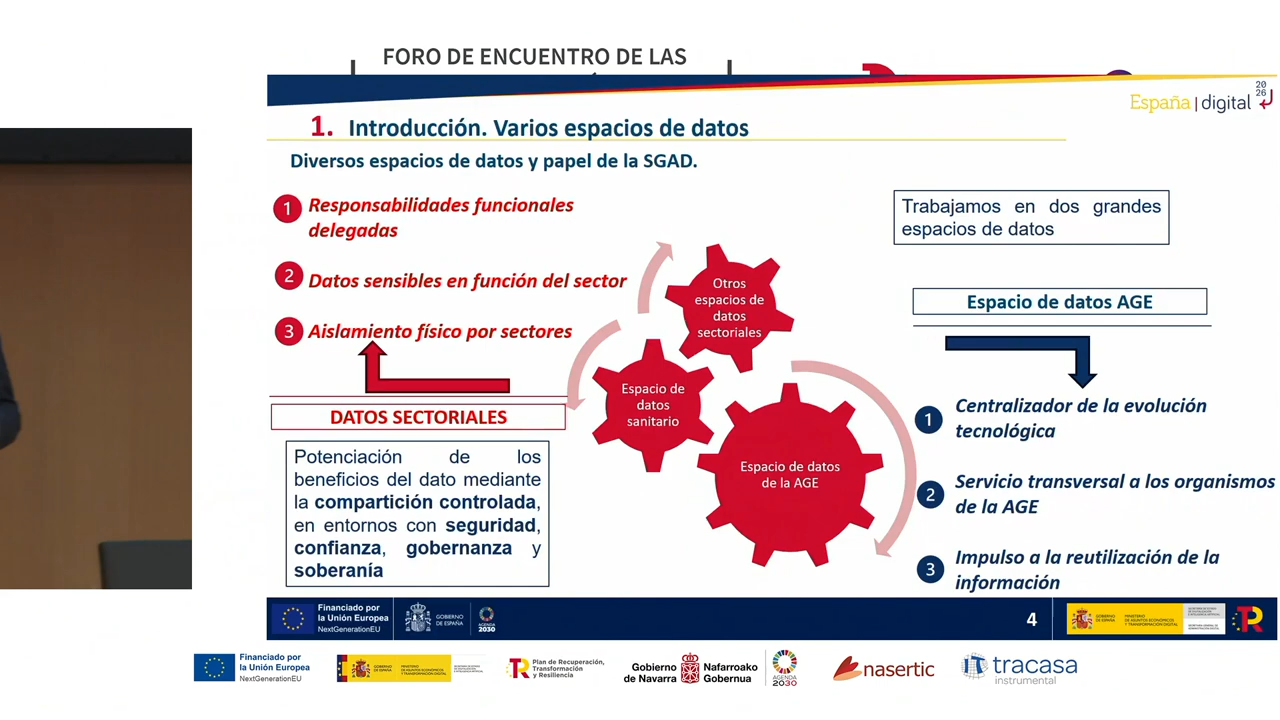 FORO DE ENCUENTRO DE LAS
España | digital
20
26
1. Introducción. Varios espacios de datos
Diversos espacios de datos y papel de la SGAD.
1 Responsabilidades funcionales
delegadas
2 Datos sensibles en función del sector
3 Aislamiento físico por sectores
DATOS SECTORIALES
Potenciación de los
beneficios del dato mediante
la compartición controlada,
en entornos con seguridad,
confianza, gobernanza y
soberanía
Otros
espacios de
datos
sectoriales
Espacio de
datos
sanitario
Espacio de datos
de la AGE
Trabajamos en dos grandes
espacios de datos
Espacio de datos AGE
1 Centralizador de la evolución
tecnológica
2 Servicio transversal a los organismos
de la AGE
3 Impulso a la reutilización de la
información
Financiado por
la Unión Europea
NextGenerationEU
GOBIERNO
DE ESPAÑA
AGENDA
2030
4
Financiado por
la Unión Europea
NextGenerationEU
Plan de Recuperación,
Transformación
y Resiliencia
Gobierno
de Navarra
Nafarroako
Gobernua
AGENDA
2030
nasertic
tracasa
instrumental